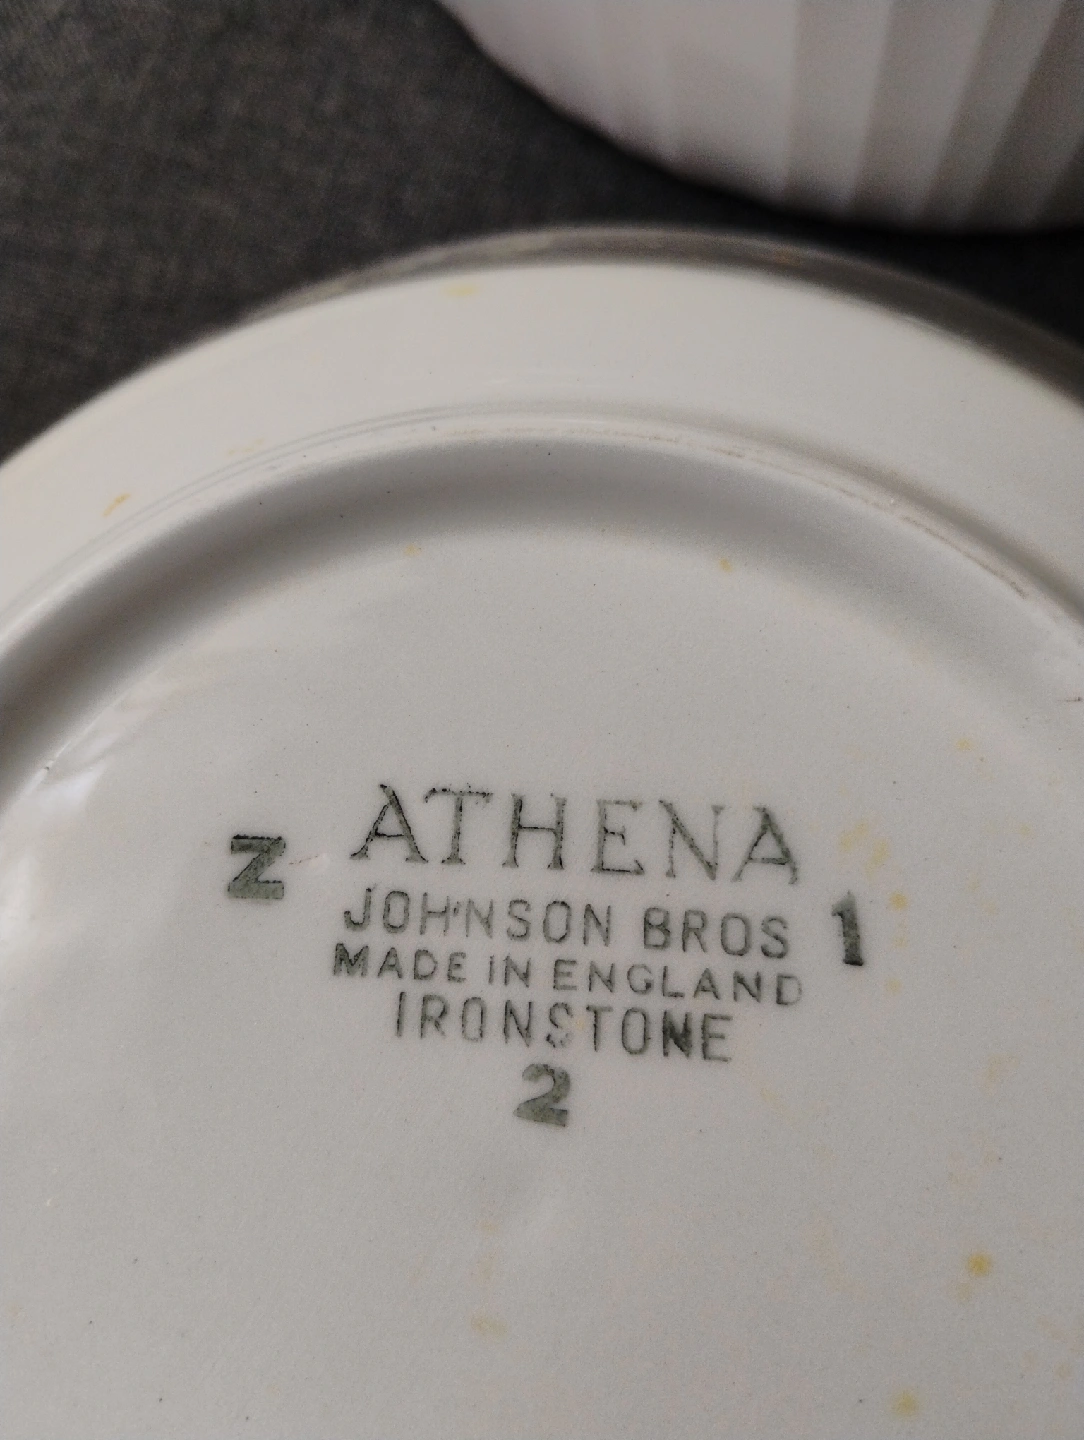 ATHENA
Z
JOHNSON BROS 1
MADE IN ENGLAND
IRONSTONE
2